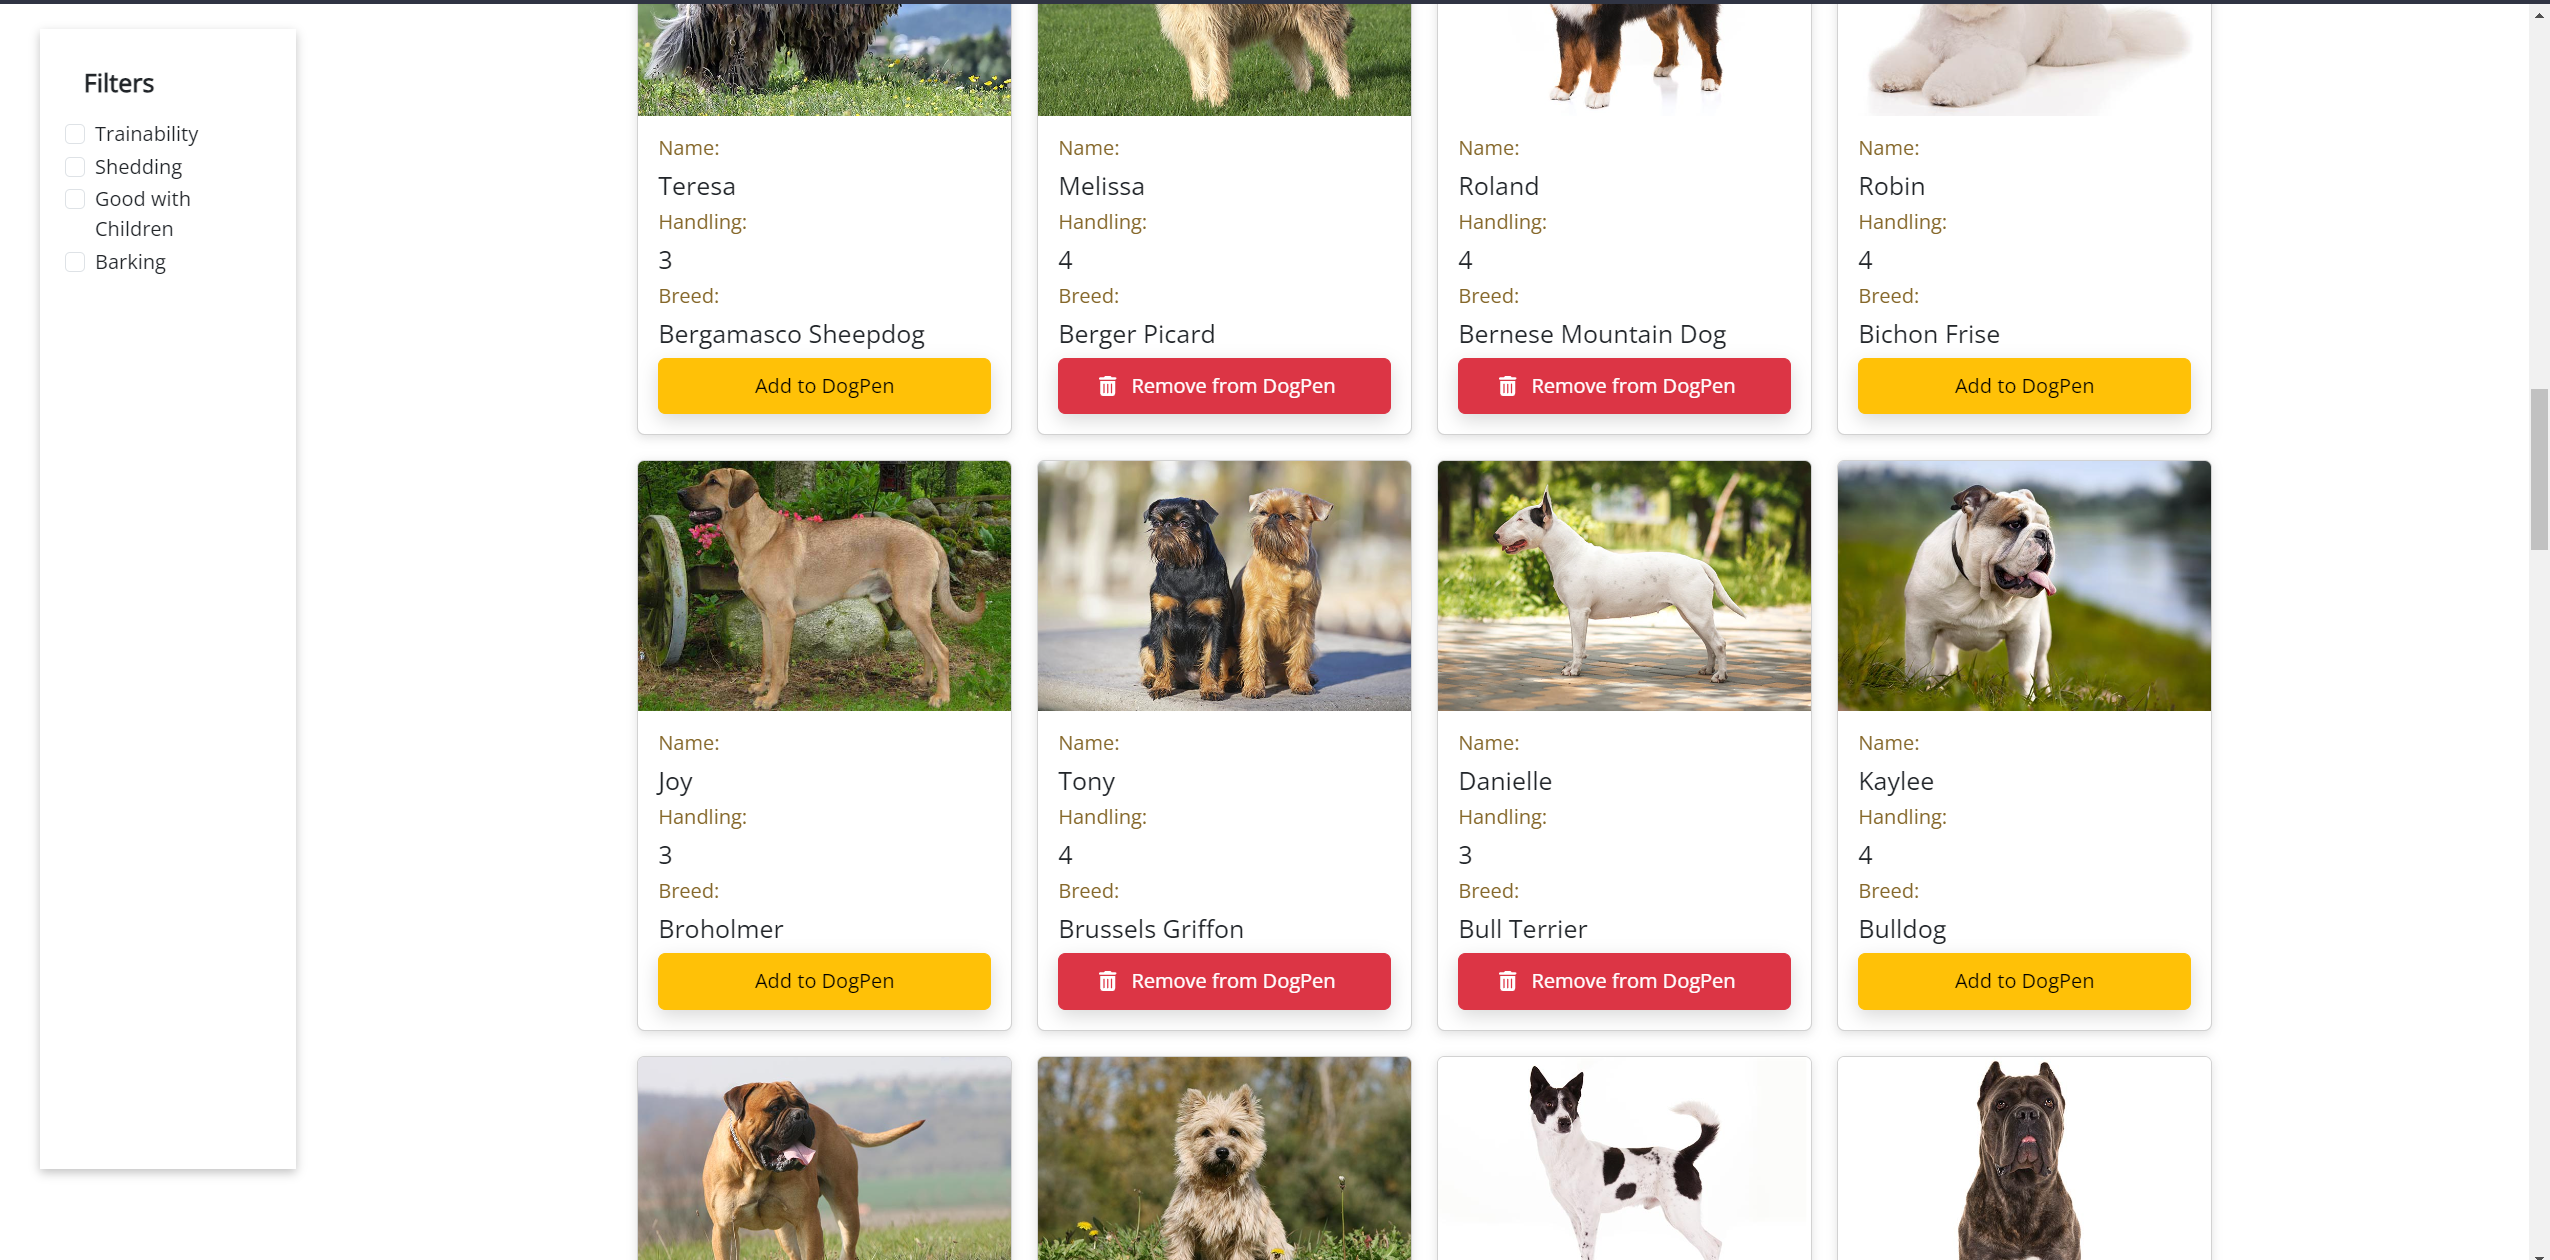 Filters
Trainability
Shedding
Good with
Children
Barking
Name:
Teresa
Handling:
3
Breed:
Bergamasco Sheepdog
Add to DogPen
Name:
Melissa
Handling:
4
Breed:
Berger Picard
Remove from DogPen
Name:
Roland
Handling:
4
Breed:
Bernese Mountain Dog
Remove from DogPen
Name:
Robin
Handling:
4
Breed:
Bichon Frise
Add to DogPen
Name:
Joy
Handling:
3
Breed:
Broholmer
Add to DogPen
Name:
Tony
Handling:
4
Breed:
Brussels Griffon
Remove from DogPen
Name:
Danielle
Handling:
3
Breed:
Bull Terrier
Remove from DogPen
Name:
Kaylee
Handling:
4
Breed:
Bulldog
Add to DogPen